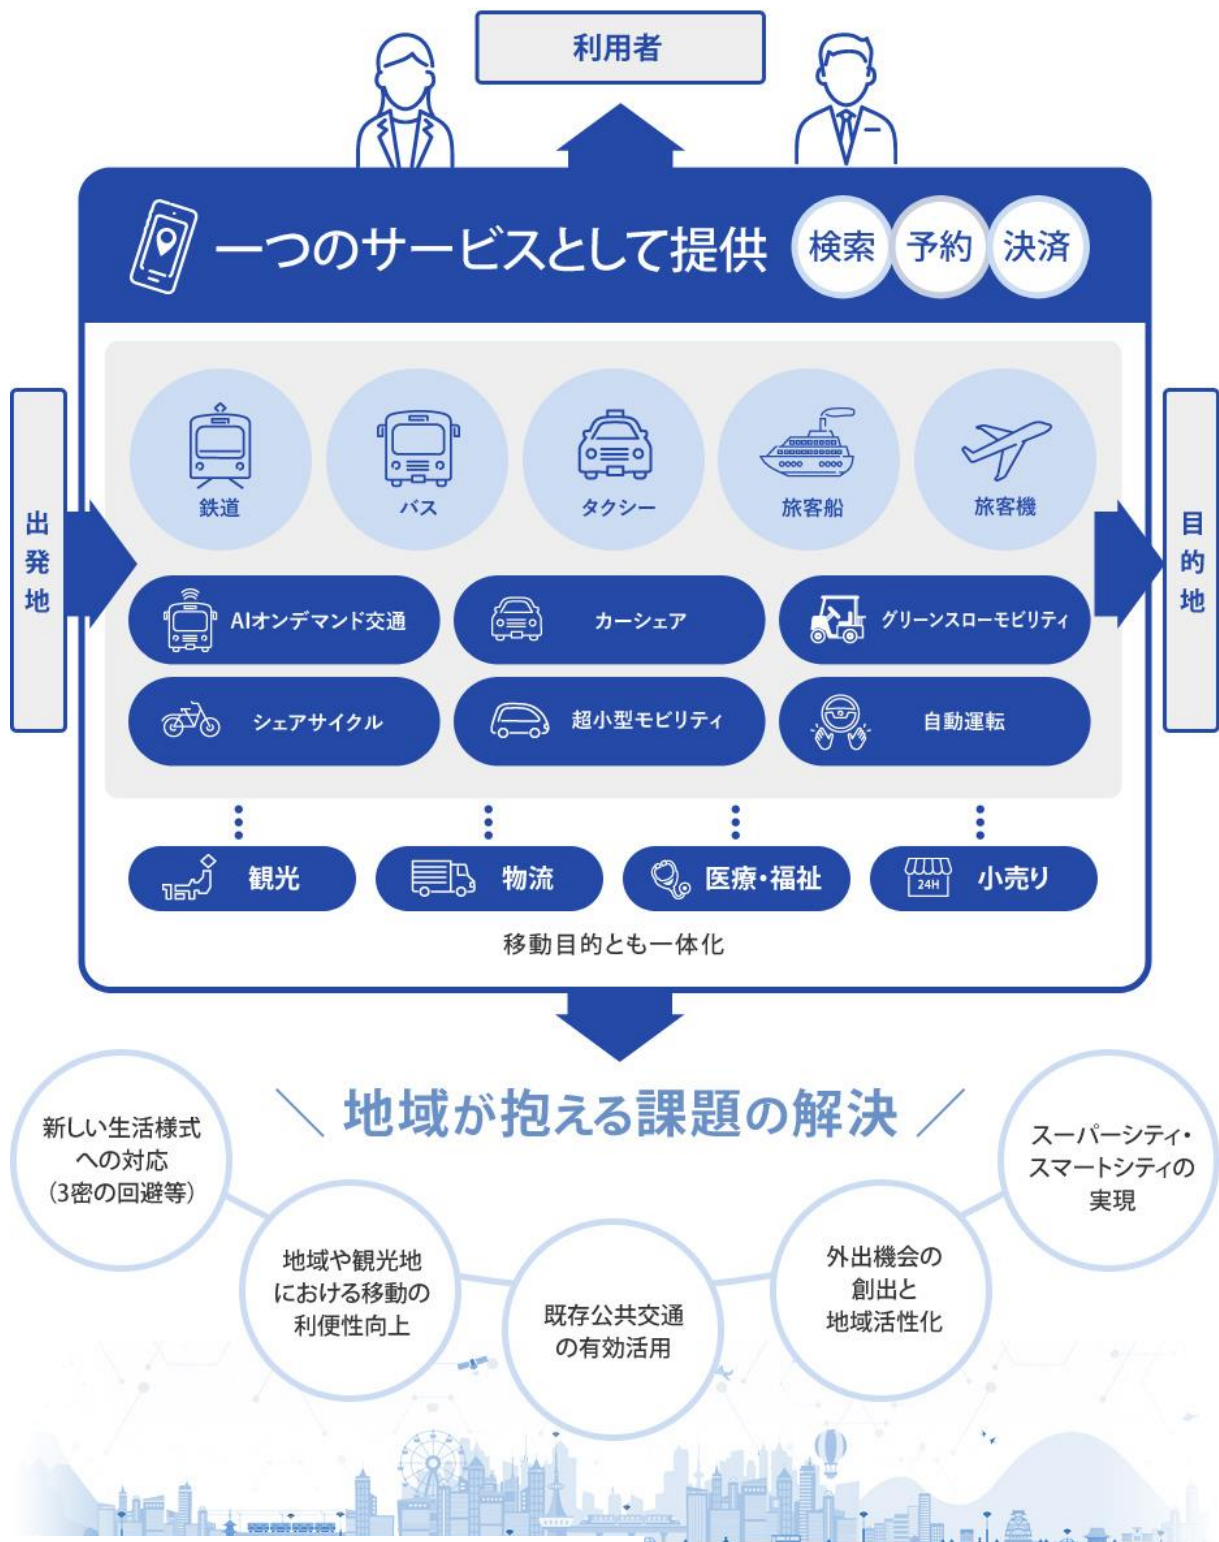 利用者
一つのサービスとして提供
検索
予約
決済
出発地
目的地
鉄道
バス
タクシー
旅客船
旅客機
AIオンデマンド交通
カーシェア
グリーンスローモビリティ
シェアサイクル
超小型モビリティ
自動運転
観光
物流
医療・福祉
24H
小売り
移動目的とも一体化
地域が抱える課題の解決
新しい生活様式
への対応
（3密の回避等）
地域や観光地
における移動の
利便性向上
既存公共交通
の有効活用
外出機会の
創出と
地域活性化
スーパーシティ・
スマートシティの
実現